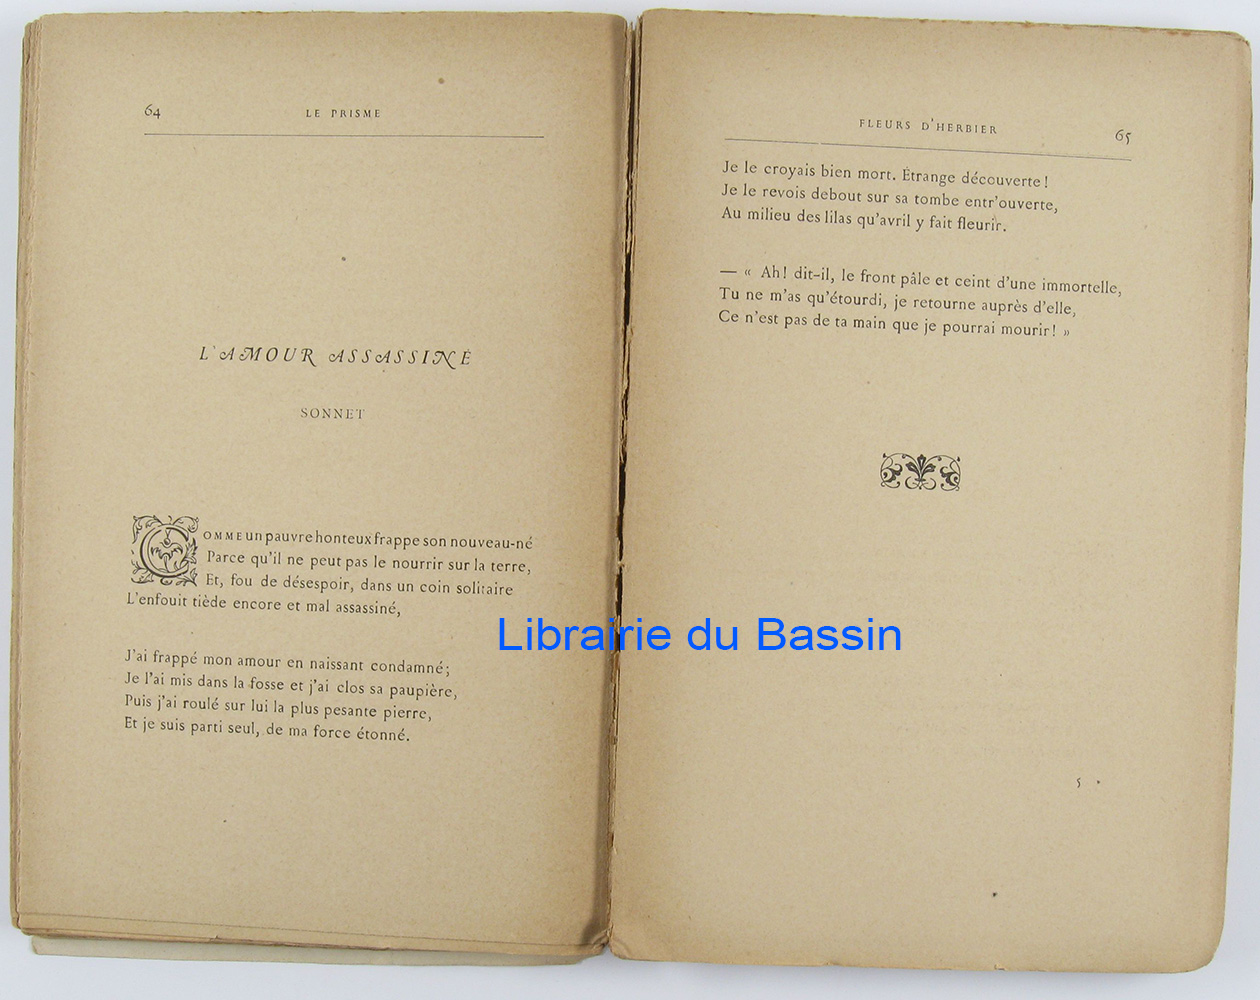 64
LE PRISME
L'AMOUR ASSASSINÉ
SONNET
COMME un pauvre honteux frappe son nouveau-né
Parce qu'il ne peut pas le nourrir sur la terre,
Et, fou de désespoir, dans un coin solitaire
L'enfouit tiède encore et mal assassiné,
J'ai frappé mon amour en naissant condamné;
Je l'ai mis dans la fosse et j'ai clos sa paupière,
Puis j'ai roulé sur lui la plus pesante pierre,
Et je suis parti seul, de ma force étonné.
FLEURS D'HERBIER
65
Je le croyais bien mort. Étrange découverte!
Je le revois debout sur sa tombe entr'ouverte,
Au milieu des lilas qu'avril y fait fleurir.
— « Ah! dit-il, le front pâle et ceint d'une immortelle,
Tu ne m'as qu'étourdi, je retourne auprès d'elle,
Ce n'est pas de ta main que je pourrai mourir! »
5
Librairie du Bassin